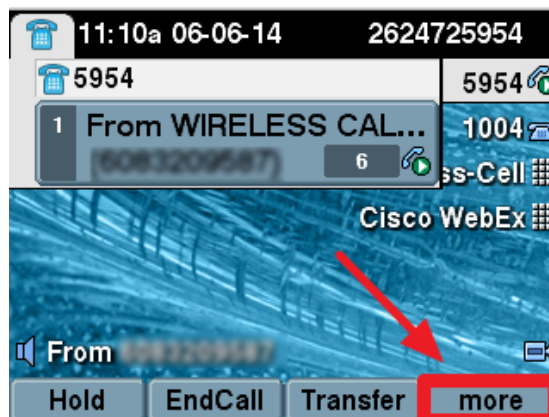 11:10a 06-06-14 2624725954
5954
5954
1 From WIRELESS CAL...
6
1004
ss-Cell
Cisco WebEx
From
Hold EndCall Transfer more